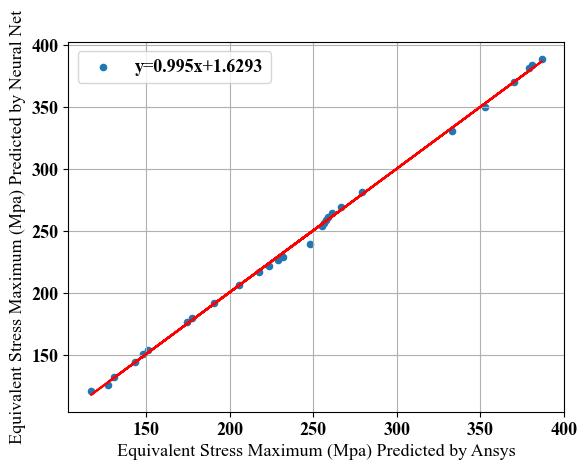 Equivalent Stress Maximum (Mpa) Predicted by Neural Net
400
350
300
250
200
150
y=0.995x+1.6293
150 200 250 300 350 400
Equivalent Stress Maximum (Mpa) Predicted by Ansys